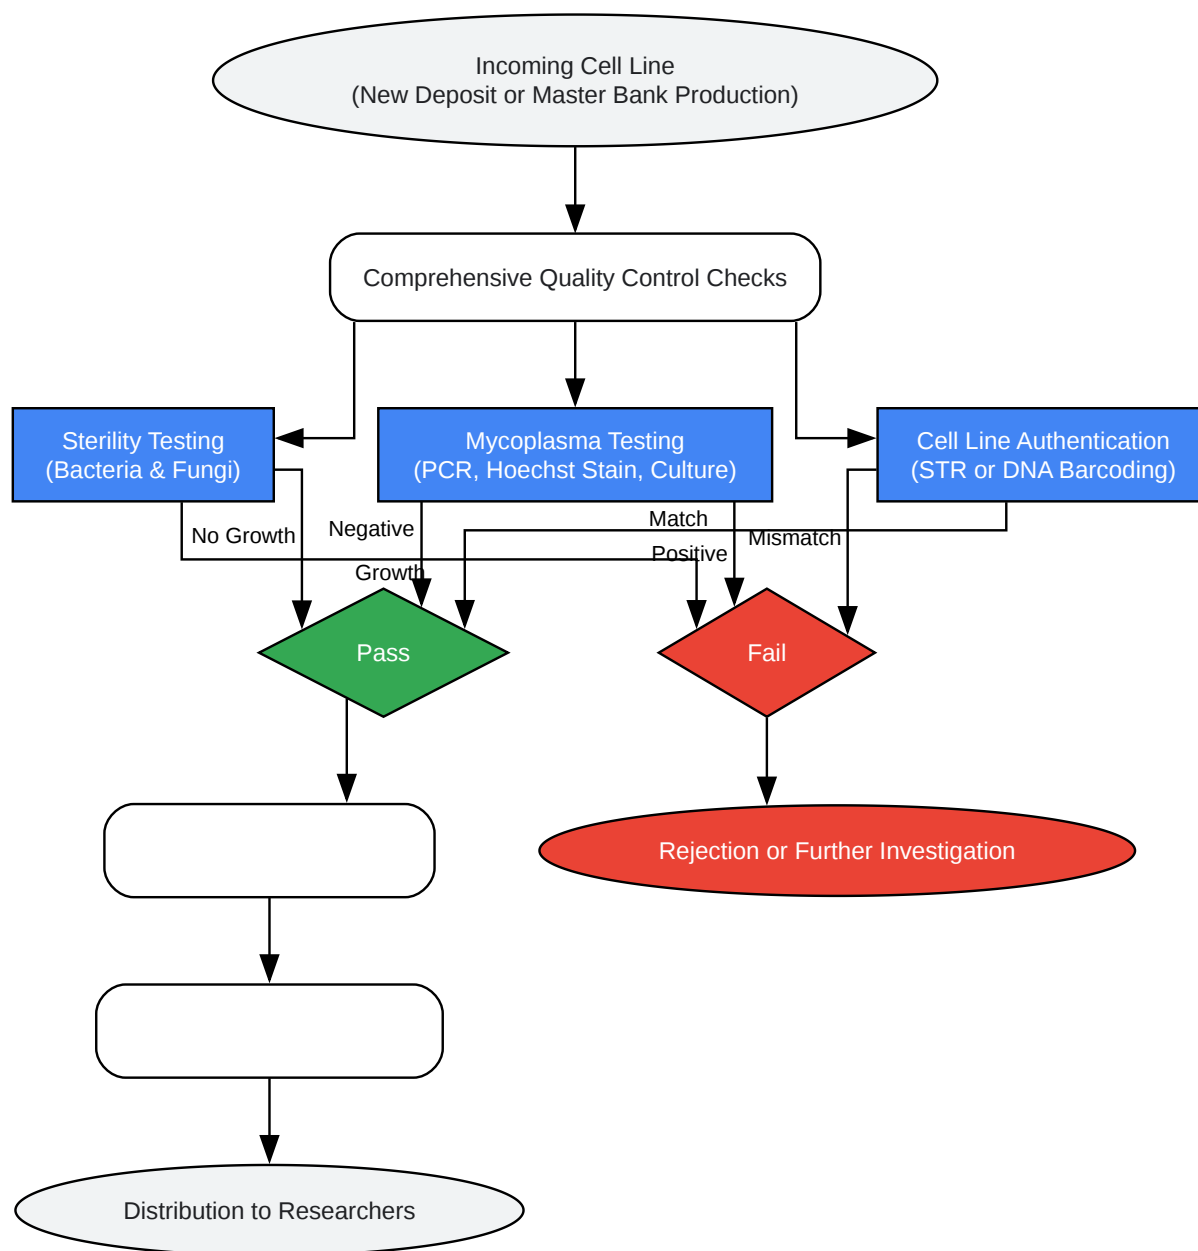 Incoming Cell Line
(New Deposit or Master Bank Production)
Comprehensive Quality Control Checks
Sterility Testing
(Bacteria & Fungi)
Mycoplasma Testing
(PCR, Hoechst Stain, Culture)
Cell Line Authentication
(STR or DNA Barcoding)
No Growth
Negative
Match
Mismatch
Positive
Growth
Pass
Fail
Rejection or Further Investigation
Distribution to Researchers